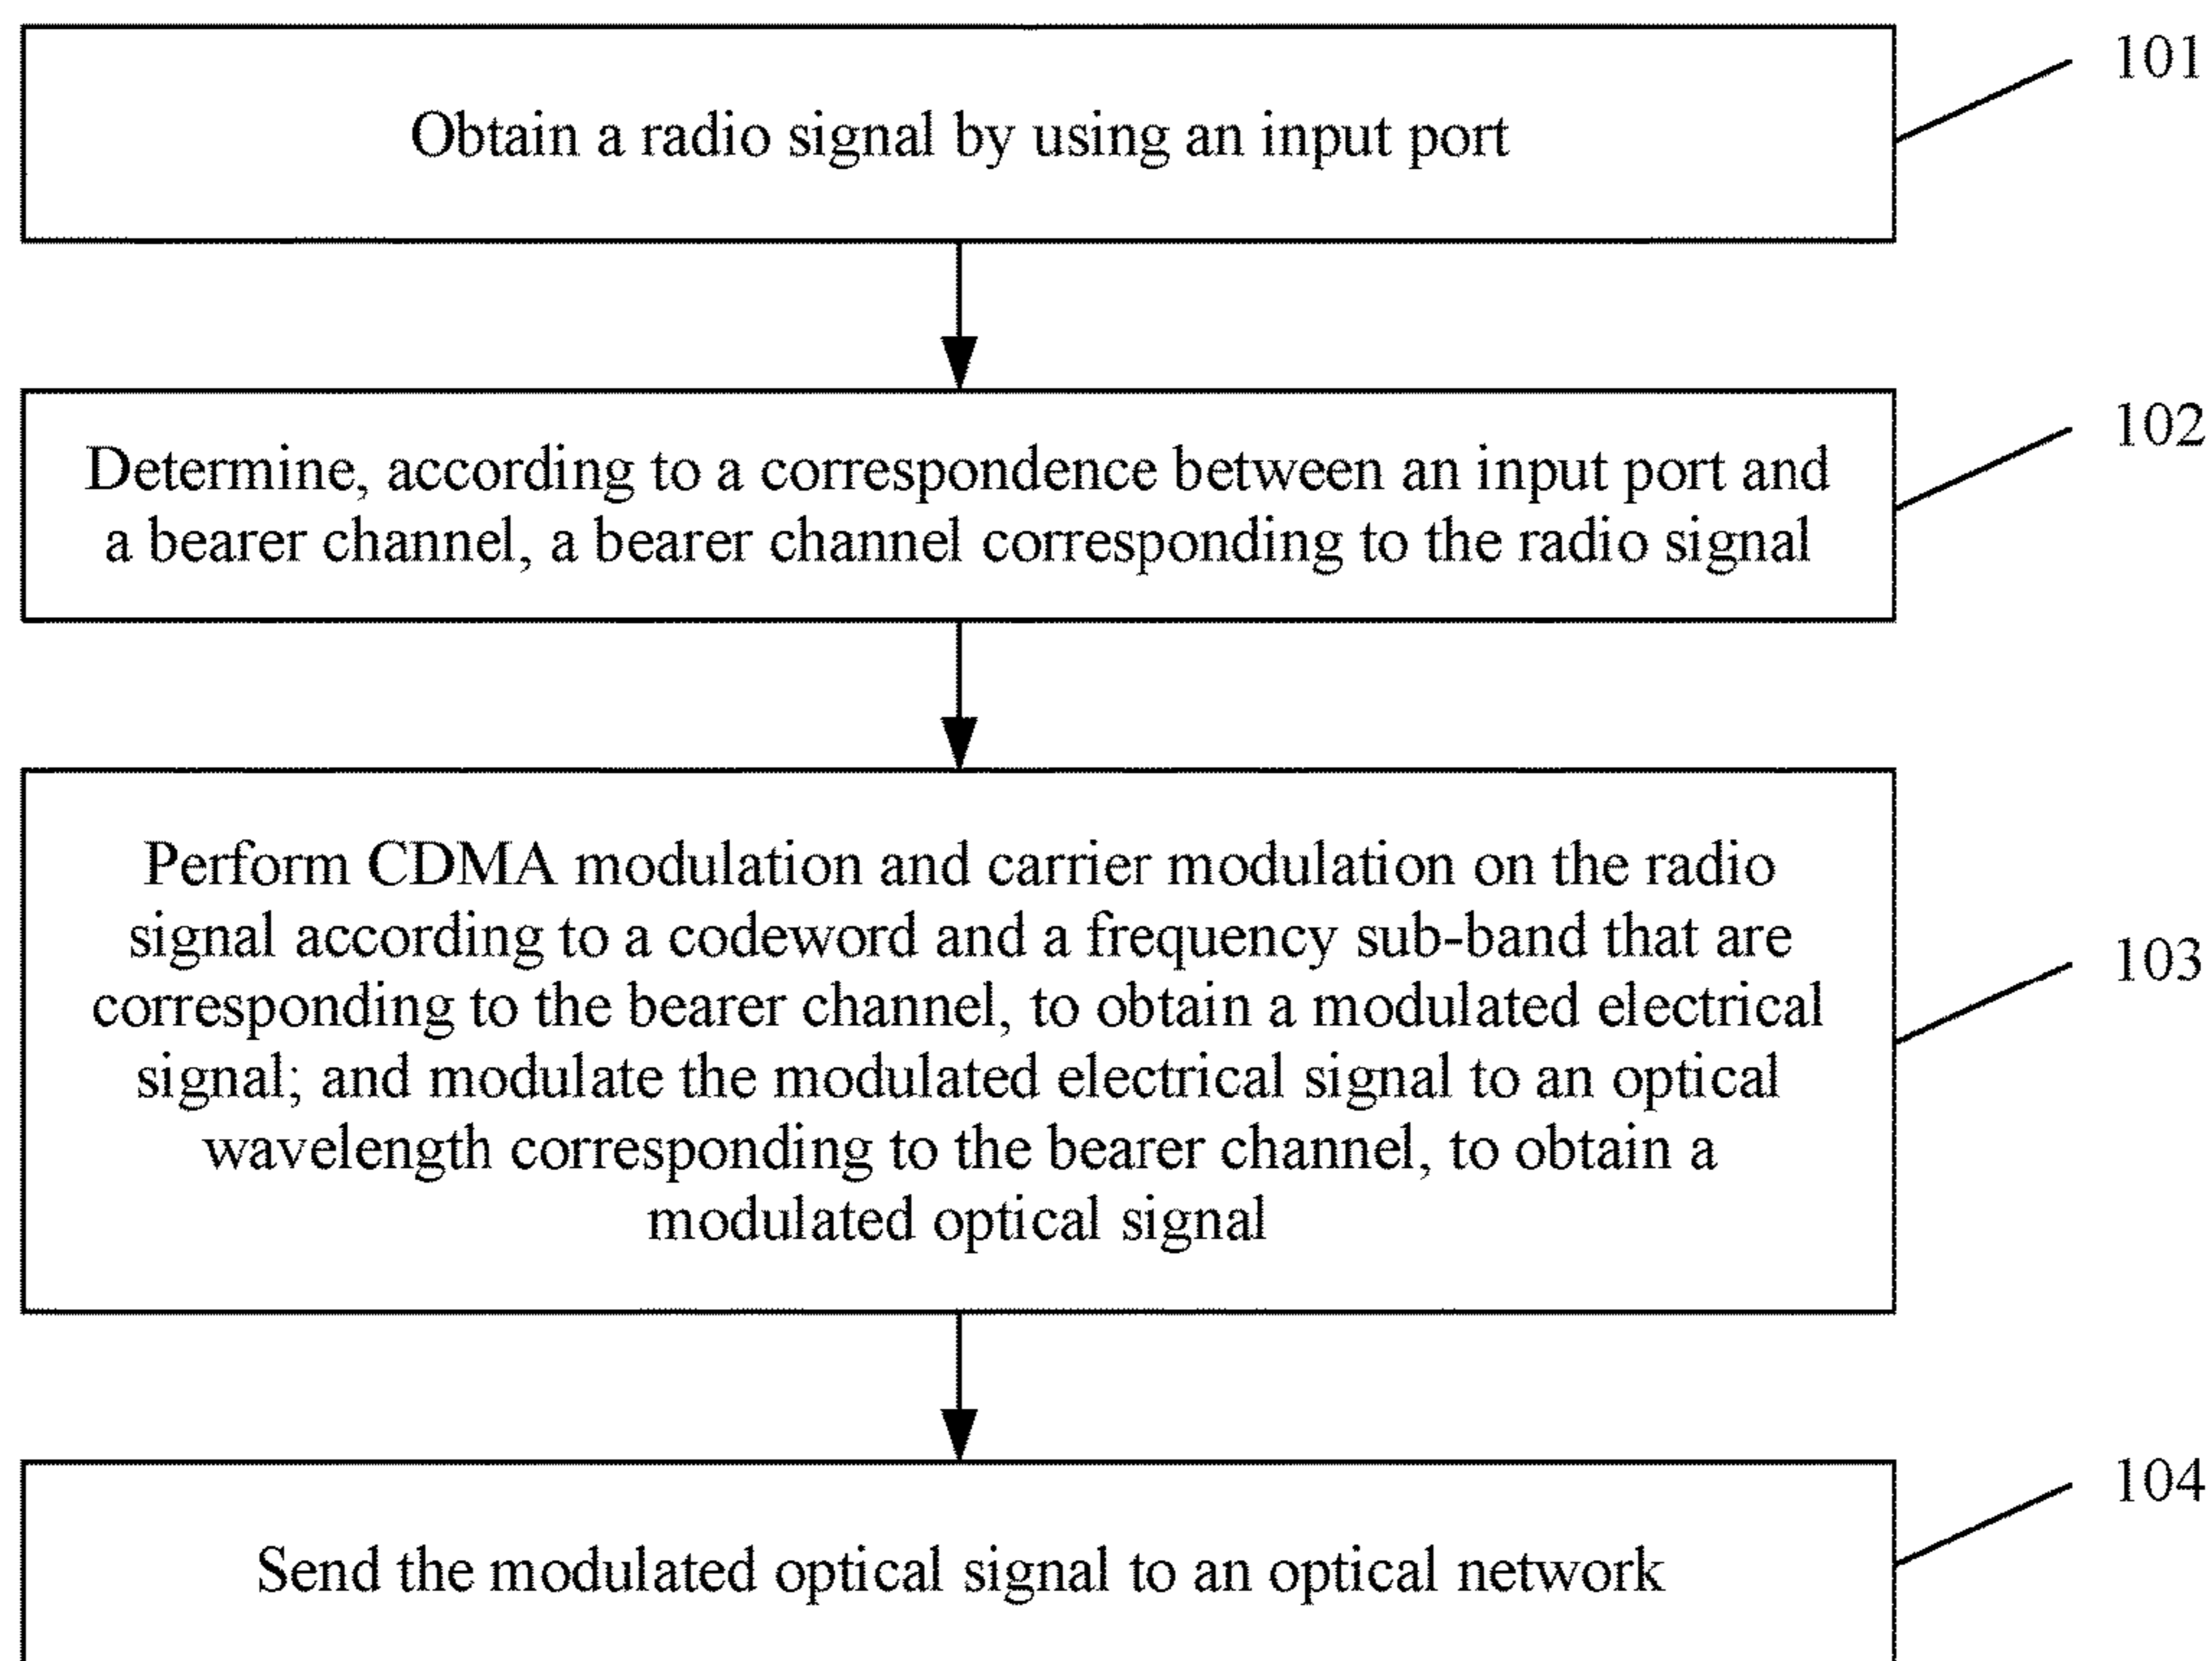 Obtain a radio signal by using an input port
101
Determine, according to a correspondence between an input port and
a bearer channel, a bearer channel corresponding to the radio signal
102
Perform CDMA modulation and carrier modulation on the radio
signal according to a codeword and a frequency sub-band that are
corresponding to the bearer channel, to obtain a modulated electrical
signal; and modulate the modulated electrical signal to an optical
wavelength corresponding to the bearer channel, to obtain a
modulated optical signal
103
Send the modulated optical signal to an optical network
104